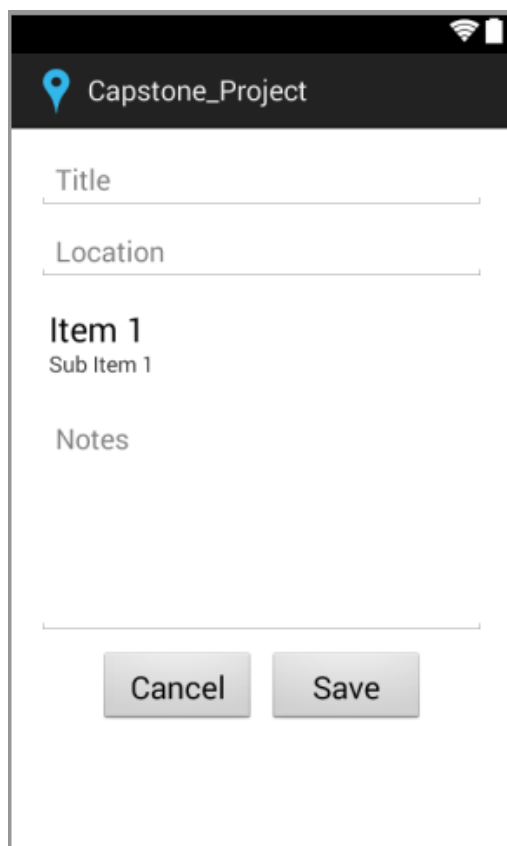 Capstone_Project
Title
Location
Item 1
Sub Item 1
Notes
Cancel Save